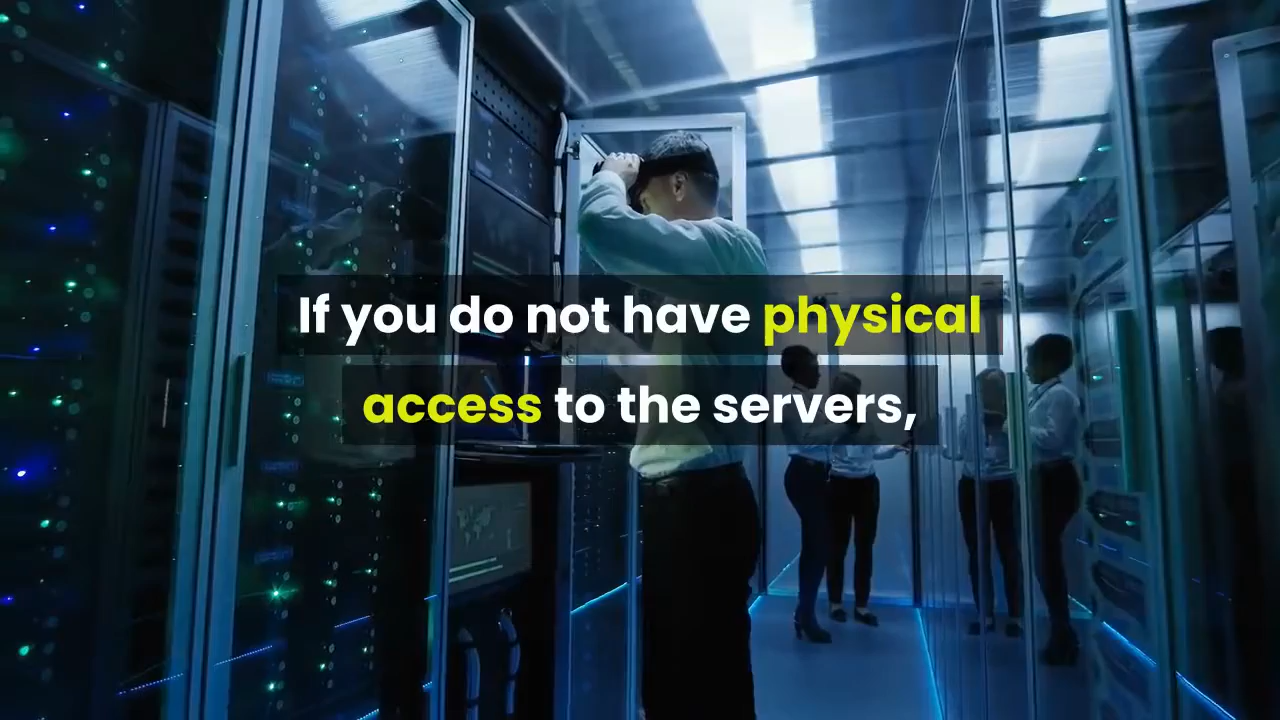 If you do not have physical
access to the servers,